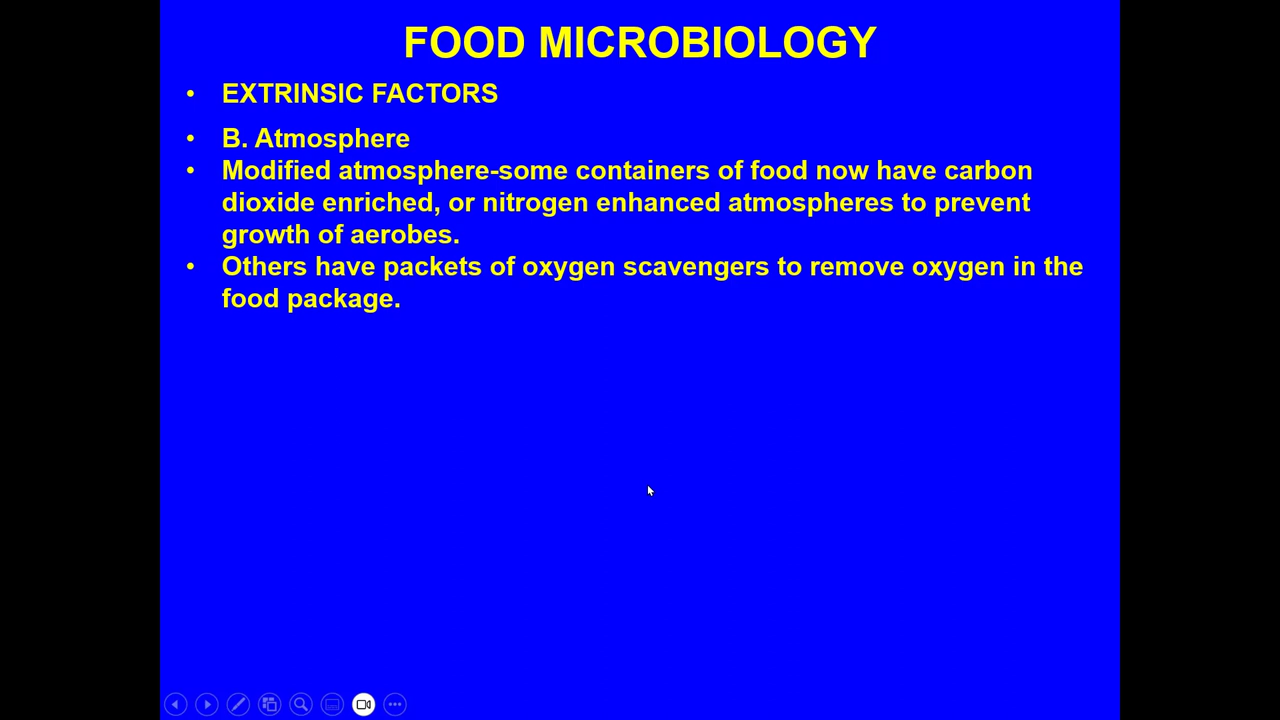 FOOD MICROBIOLOGY
• EXTRINSIC FACTORS
• B. Atmosphere
• Modified atmosphere-some containers of food now have carbon
dioxide enriched, or nitrogen enhanced atmospheres to prevent
growth of aerobes.
• Others have packets of oxygen scavengers to remove oxygen in the
food package.